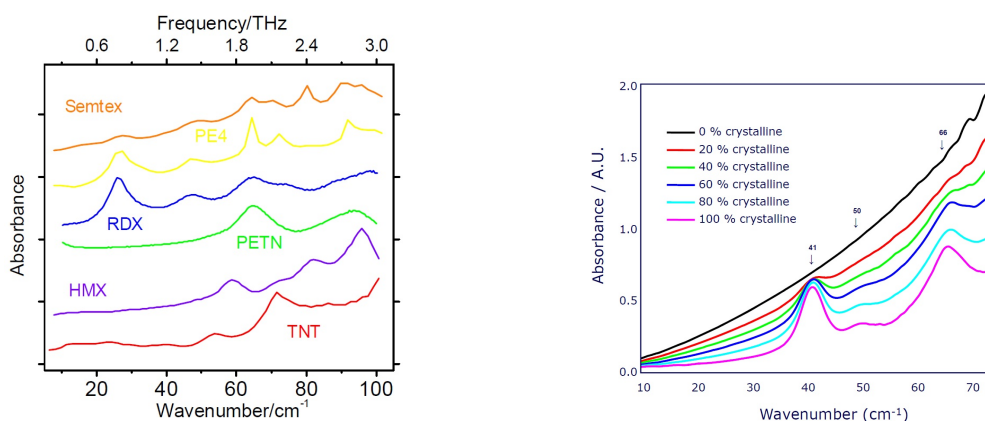 Frequency/THz
0.6 1.2 1.8 2.4 3.0
Absorbance
Semtex
PE4
RDX
PETN
HMX
TNT
20 40 60 80 100
Wavenumber/cm-1
2.0
1.5
1.0
0.5
0.0
Absorbance / A.U.
0 % crystalline
20 % crystalline
40 % crystalline
60 % crystalline
80 % crystalline
100 % crystalline
66
50
41
10 20 30 40 50 60 70
Wavenumber (cm-1)